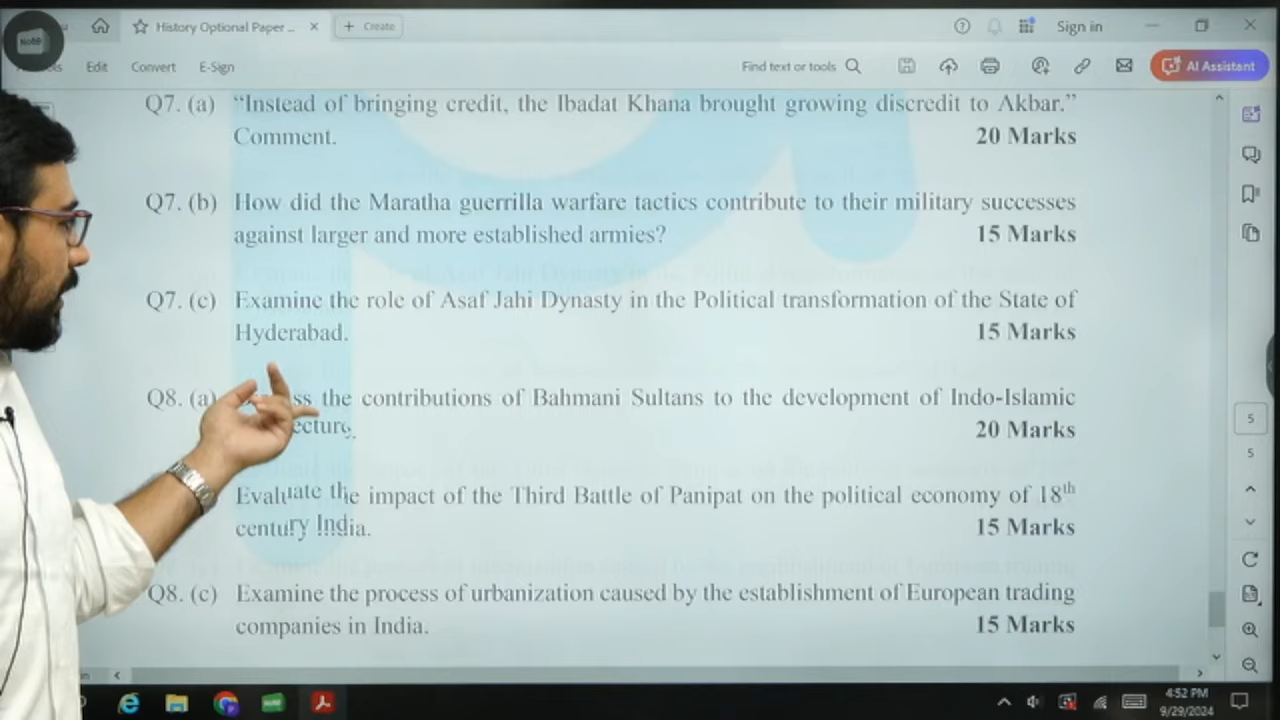 History Optional Paper ...
+ Create
Sign in
Edit
Convert
E-Sign
Find text or tools
AI Assistant
Q7. (a) “Instead of bringing credit, the Ibadat Khana brought growing discredit to Akbar.”
Comment. 20 Marks
Q7. (b) How did the Maratha guerrilla warfare tactics contribute to their military successes
against larger and more established armies? 15 Marks
Q7. (c) Examine the role of Asaf Jahi Dynasty in the Political transformation of the State of
Hyderabad. 15 Marks
Q8. (a) the contributions of Bahmani Sultans to the development of Indo-Islamic
20 Marks
Evaluate the impact of the Third Battle of Panipat on the political economy of 18th
century India. 15 Marks
Q8. (c) Examine the process of urbanization caused by the establishment of European trading
companies in India. 15 Marks
5
5
4:52 PM
9/29/2024